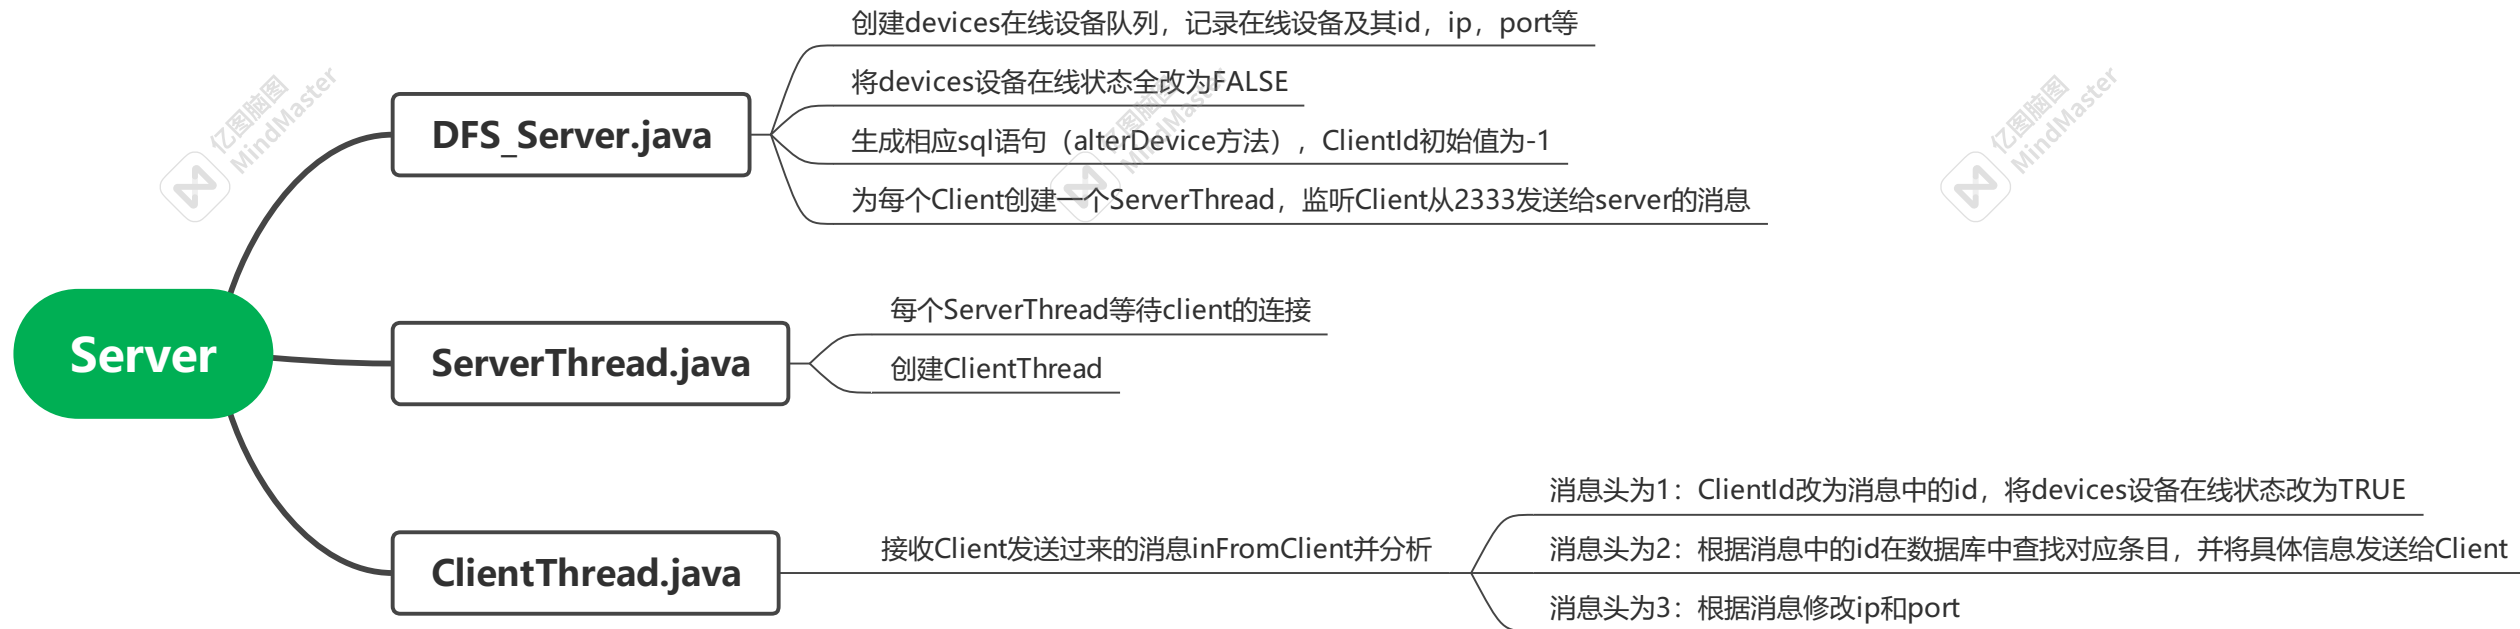 创建devices在线设备队列，记录在线设备及其id，ip，port等
将devices设备在线状态全改为FALSE
DFS_Server.java
生成相应sql语句（alterDevice方法），ClientId初始值为-1
为每个Client创建一个ServerThread，监听Client从2333发送给server的消息
Server
每个ServerThread等待client的连接
ServerThread.java
创建ClientThread
ClientThread.java
接收Client发送过来的消息inFromClient并分析
消息头为1：ClientId改为消息中的id，将devices设备在线状态改为TRUE
消息头为2：根据消息中的id在数据库中查找对应条目，并将具体信息发送给Client
消息头为3：根据消息修改ip和port
亿图脑图
MindMaster
亿图脑图
MindMaster
亿图脑图
MindMaster